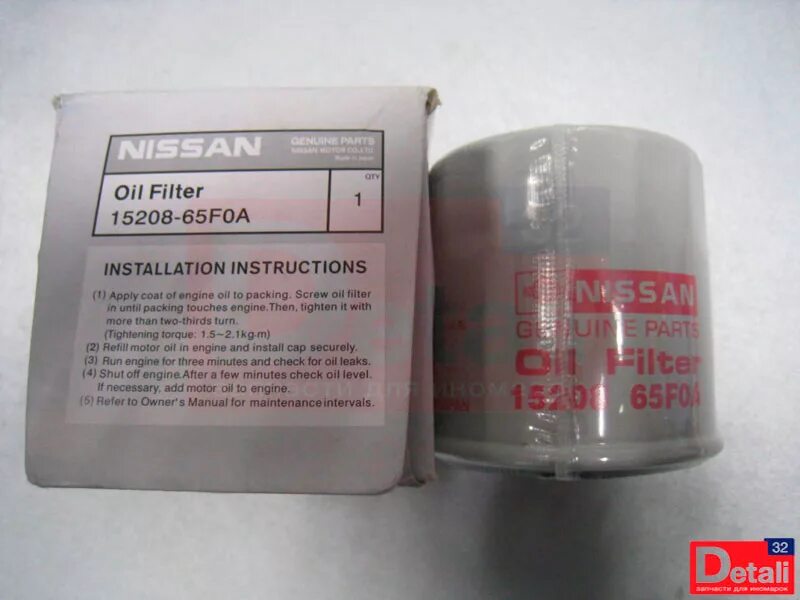 NISSAN
GENUINE PARTS
NISSAN MOTOR CO.,LTD.
Made in Japan
Oil Filter
15208-65F0A
QTY
1
INSTALLATION INSTRUCTIONS
(1) Apply coat of engine oil to packing. Screw oil filter
in until packing touches engine.Then, tighten it with
more than two-thirds turn.
(Tightening torque: 1.5~2.1kg-m)
(2) Refill motor oil in engine and install cap securely.
(3) Run engine for three minutes and check for oil leaks.
(4) Shut off engine.After a few minutes check oil level.
If necessary, add motor oil to engine.
(5) Refer to Owner's Manual for maintenance intervals.
NISSAN
GENUINE PARTS
Oil Filter
15208 65F0A
32
Detali
запчасти для иномарок